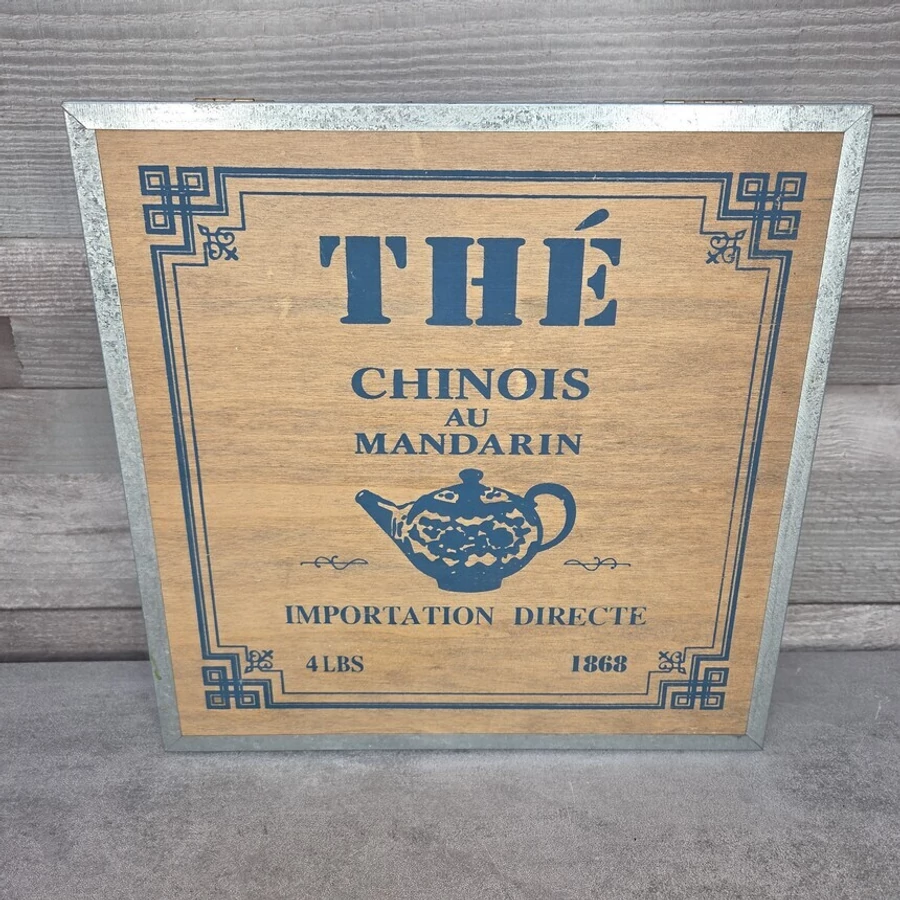 THÉ
CHINOIS
AU
MANDARIN
IMPORTATION DIRECTE
4 LBS 1868